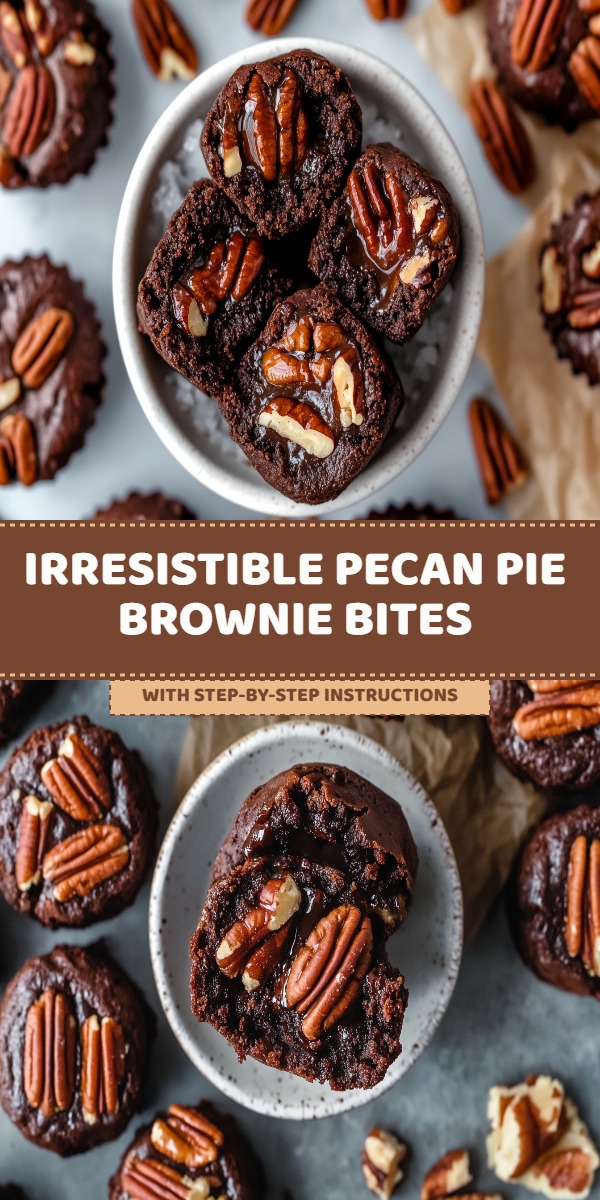 IRRESISTIBLE PECAN PIE
BROWNIE BITES
WITH STEP-BY-STEP INSTRUCTIONS